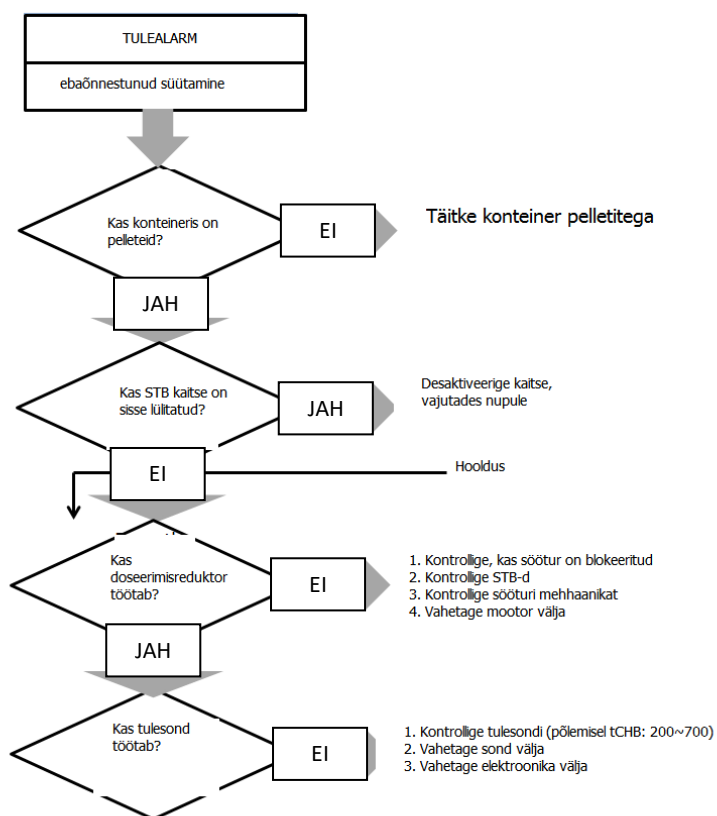 TULEALARM
ebaõnnestunud süütamine
Kas konteineris on
pelleteid?
EI
Täitke konteiner pelletitega
JAH
Kas STB kaitse on
sisse lülitatud?
JAH
Desaktiveerige kaitse,
vajutades nupule
EI
Hooldus
Kas
doseerimisreduktor
töötab?
EI
1. Kontrollige, kas söötur on blokeeritud
2. Kontrollige STB-d
3. Kontrollige sööturi mehhaanikat
4. Vahetage mootor välja
JAH
Kas tulesond
töötab?
EI
1. Kontrollige tulesondi (põlemisel tCHB: 200~700)
2. Vahetage sond välja
3. Vahetage elektroonika välja